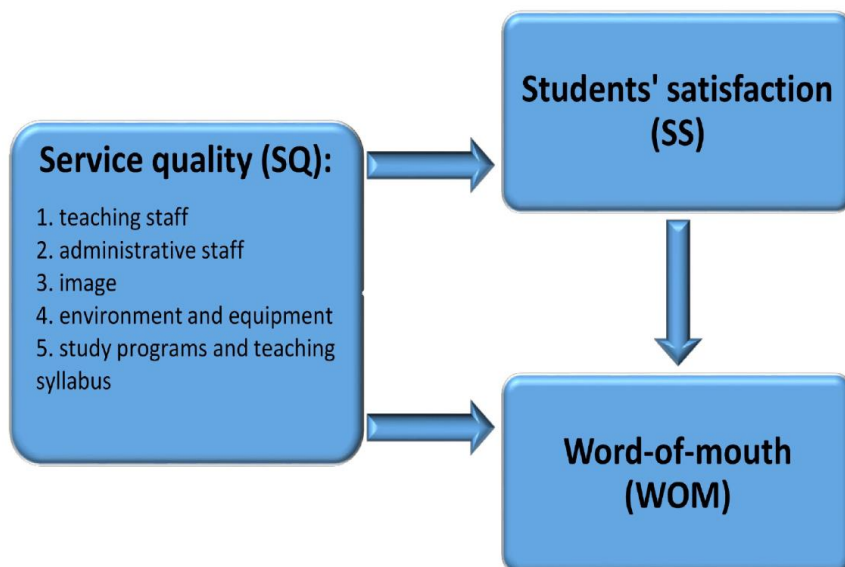 Service quality (SQ):
1. teaching staff
2. administrative staff
3. image
4. environment and equipment
5. study programs and teaching
syllabus
Students' satisfaction
(SS)
Word-of-mouth
(WOM)